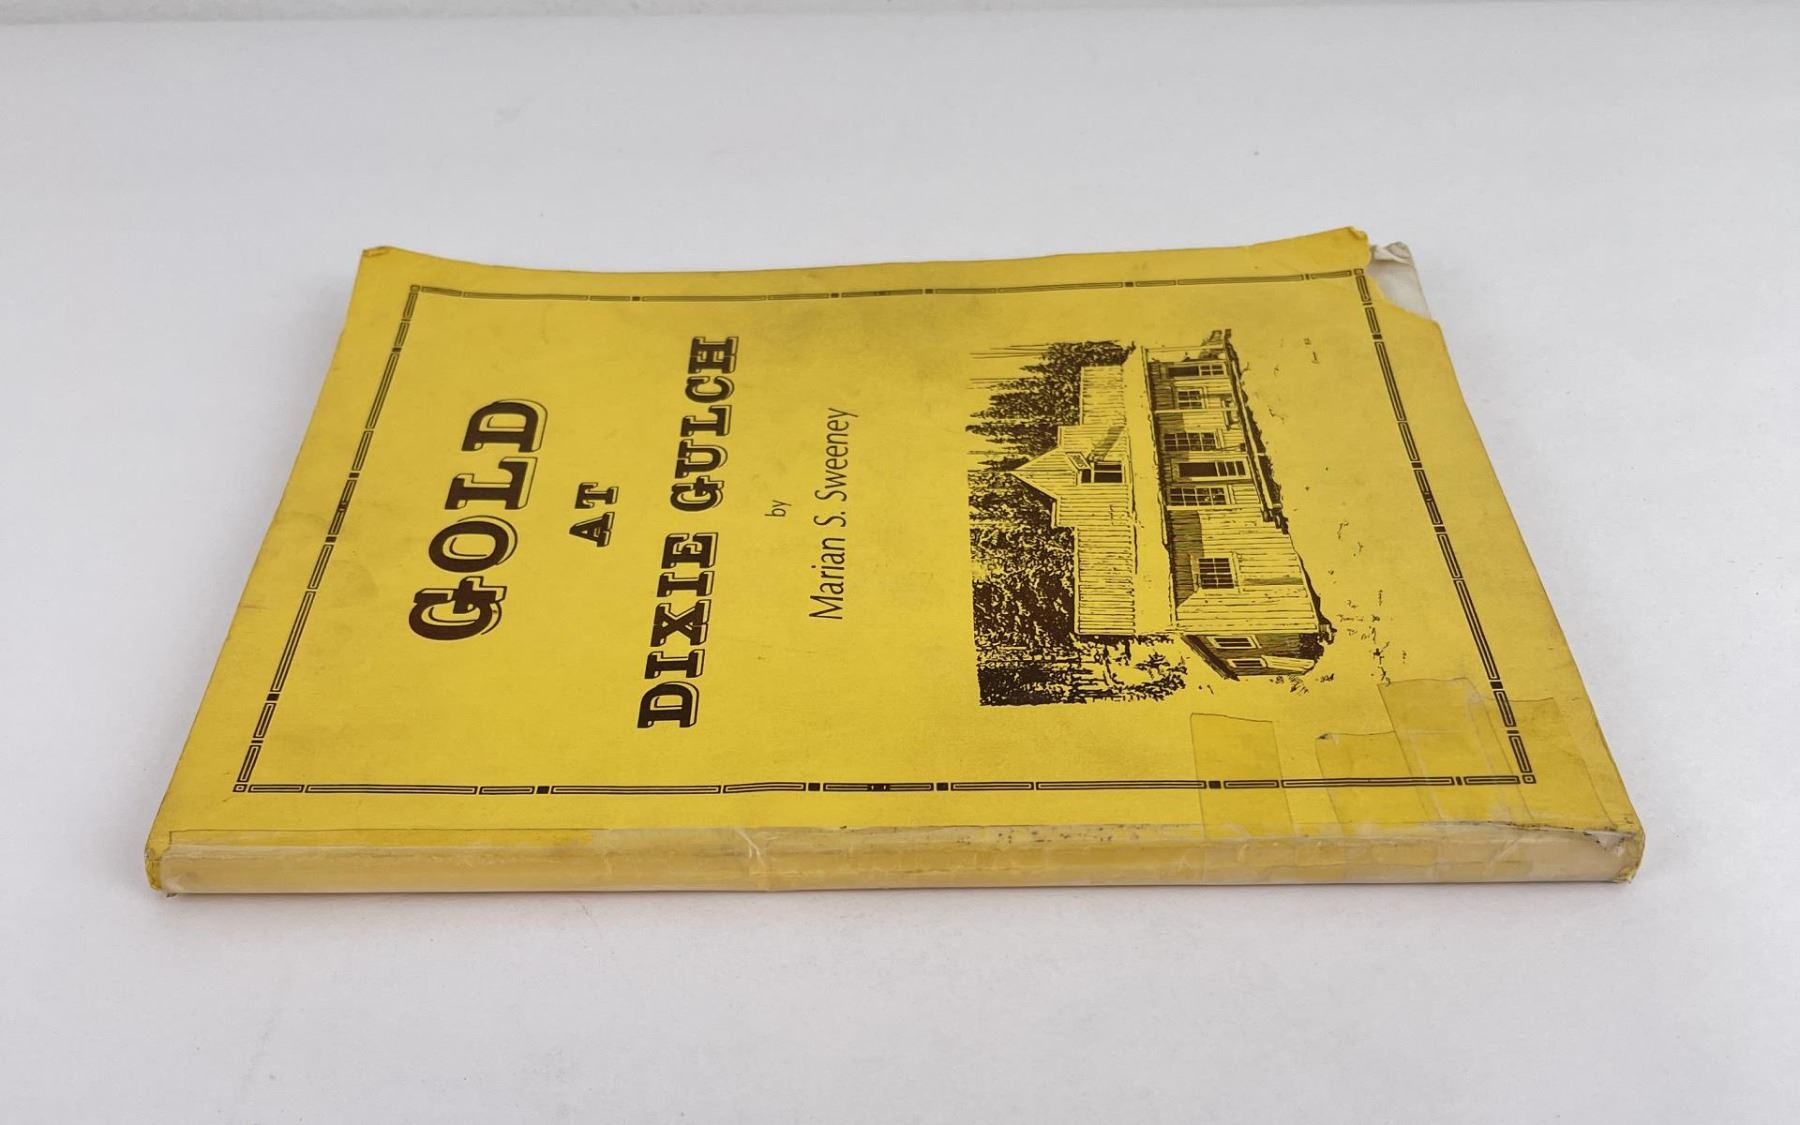 GOLD
AT
DIXIE GULCH
by
Marian S. Sweeney